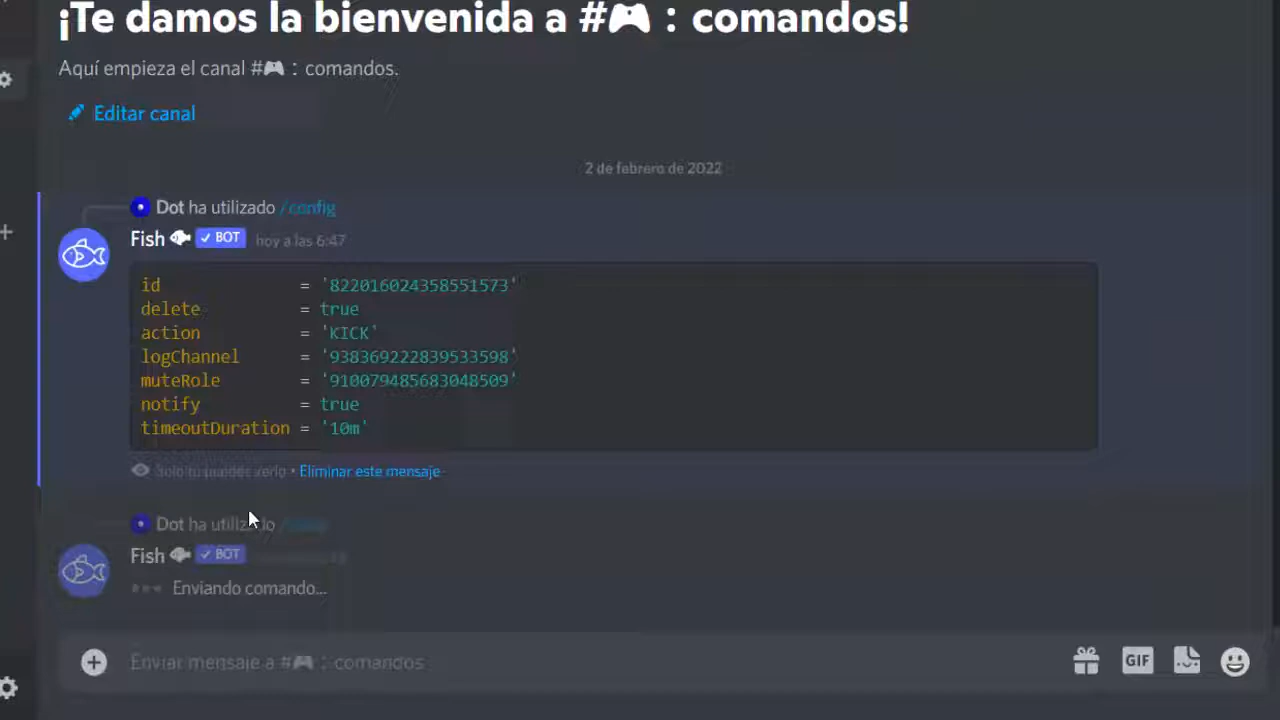 ¡Te damos la bienvenida a #🎮 : comandos!
Aquí empieza el canal #🎮 : comandos.
Editar canal
2 de febrero de 2022
Dot ha utilizado /config
Fish 🐟 ✓ BOT hoy a las 6:47
id = '822016024358551573'
delete = true
action = 'KICK'
logChannel = '938369222839533598'
muteRole = '910079485683048509'
notify = true
timeoutDuration = '10m'
Solo tú puedes verlo • Eliminar este mensaje
Dot ha utilizado
Fish 🐟 ✓ BOT
Enviando comando...
Enviar mensaje a #🎮 : comandos
GIF